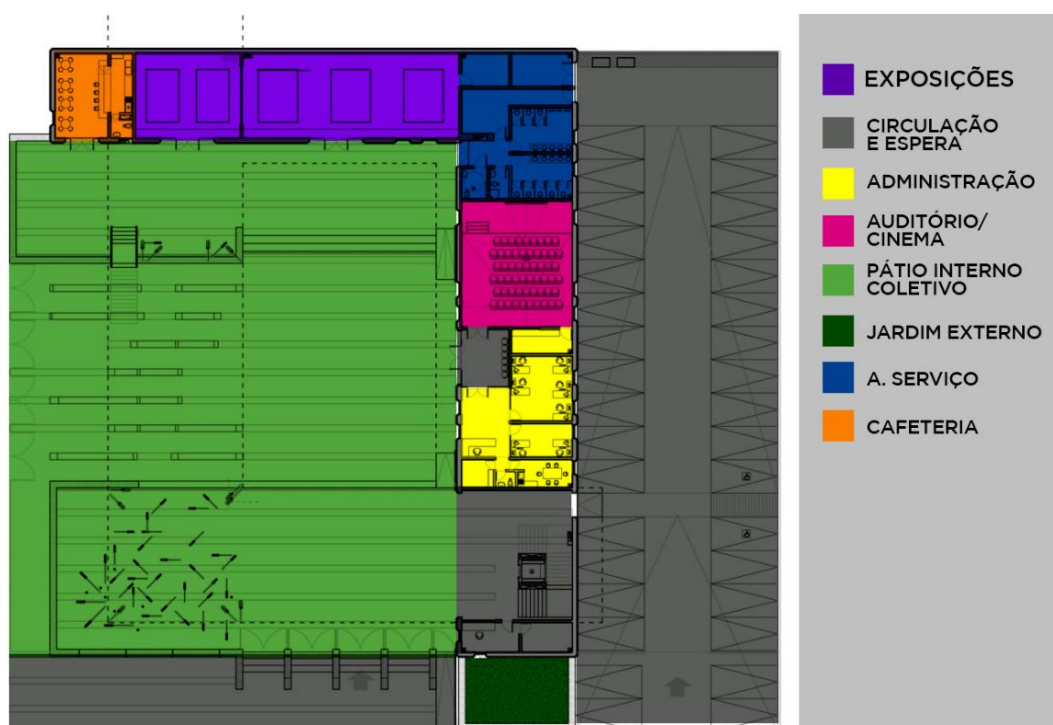 EXPOSIÇÕES
CIRCULAÇÃO
E ESPERA
ADMINISTRAÇÃO
AUDITÓRIO/
CINEMA
PÁTIO INTERNO
COLETIVO
JARDIM EXTERNO
A. SERVIÇO
CAFETERIA